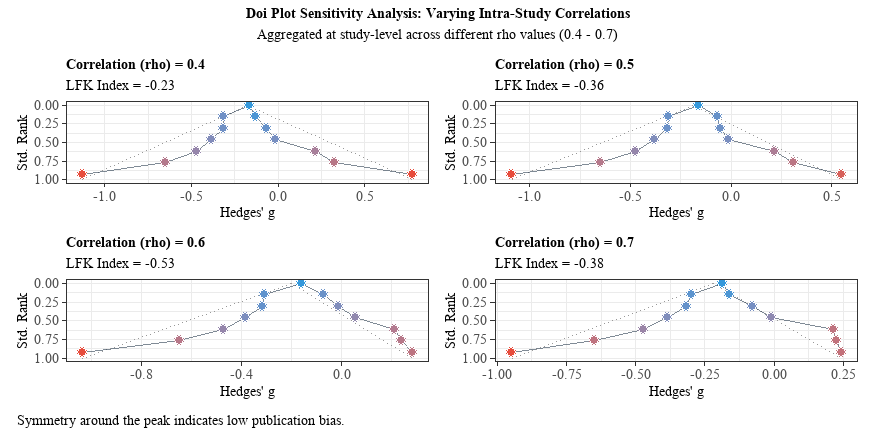 Doi Plot Sensitivity Analysis: Varying Intra-Study Correlations
Aggregated at study-level across different rho values (0.4 - 0.7)
Correlation (rho) = 0.4
LFK Index = -0.23
Std. Rank
0.00
0.25
0.50
0.75
1.00
-1.0 -0.5 0.0 0.5
Hedges' g
Correlation (rho) = 0.5
LFK Index = -0.36
Std. Rank
0.00
0.25
0.50
0.75
1.00
-1.0 -0.5 0.0 0.5
Hedges' g
Correlation (rho) = 0.6
LFK Index = -0.53
Std. Rank
0.00
0.25
0.50
0.75
1.00
-0.8 -0.4 0.0
Hedges' g
Correlation (rho) = 0.7
LFK Index = -0.38
Std. Rank
0.00
0.25
0.50
0.75
1.00
-1.00 -0.75 -0.50 -0.25 0.00 0.25
Hedges' g
Symmetry around the peak indicates low publication bias.